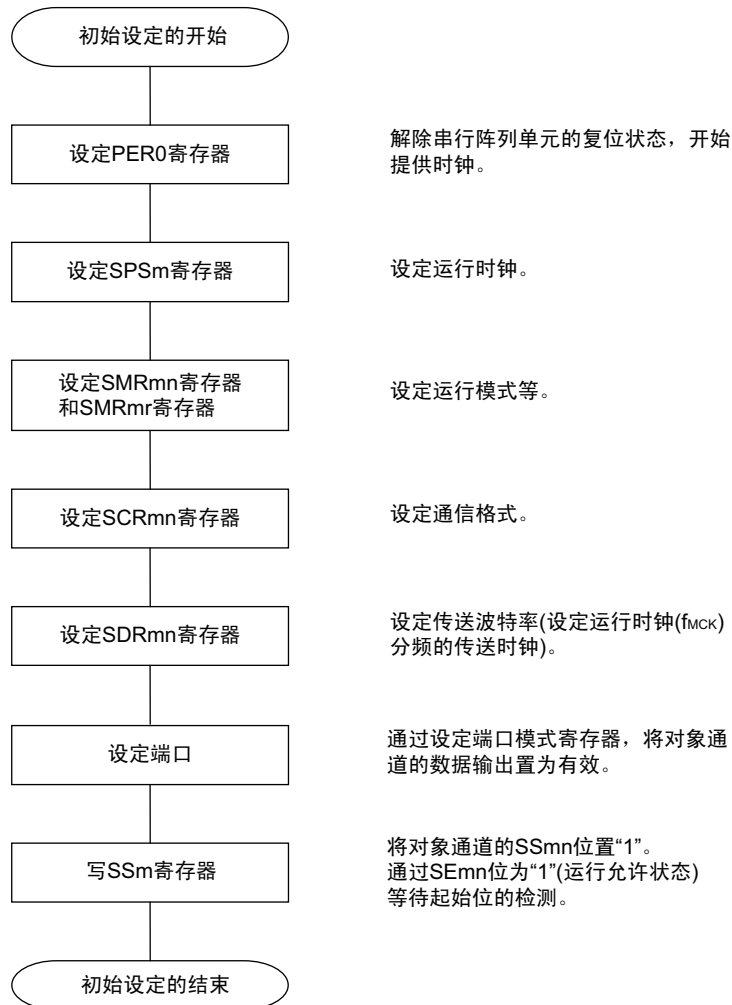 初始设定的开始
设定PER0寄存器
解除串行阵列单元的复位状态，开始
提供时钟。
设定SPSm寄存器
设定运行时钟。
设定SMRmn寄存器
和SMRmr寄存器
设定运行模式等。
设定SCRmn寄存器
设定通信格式。
设定SDRmn寄存器
设定传送波特率(设定运行时钟(fMCK)
分频的传送时钟)。
设定端口
通过设定端口模式寄存器，将对象通
道的数据输出置为有效。
写SSm寄存器
将对象通道的SSmn位置“1”。
通过SEmn位为“1”(运行允许状态)
等待起始位的检测。
初始设定的结束